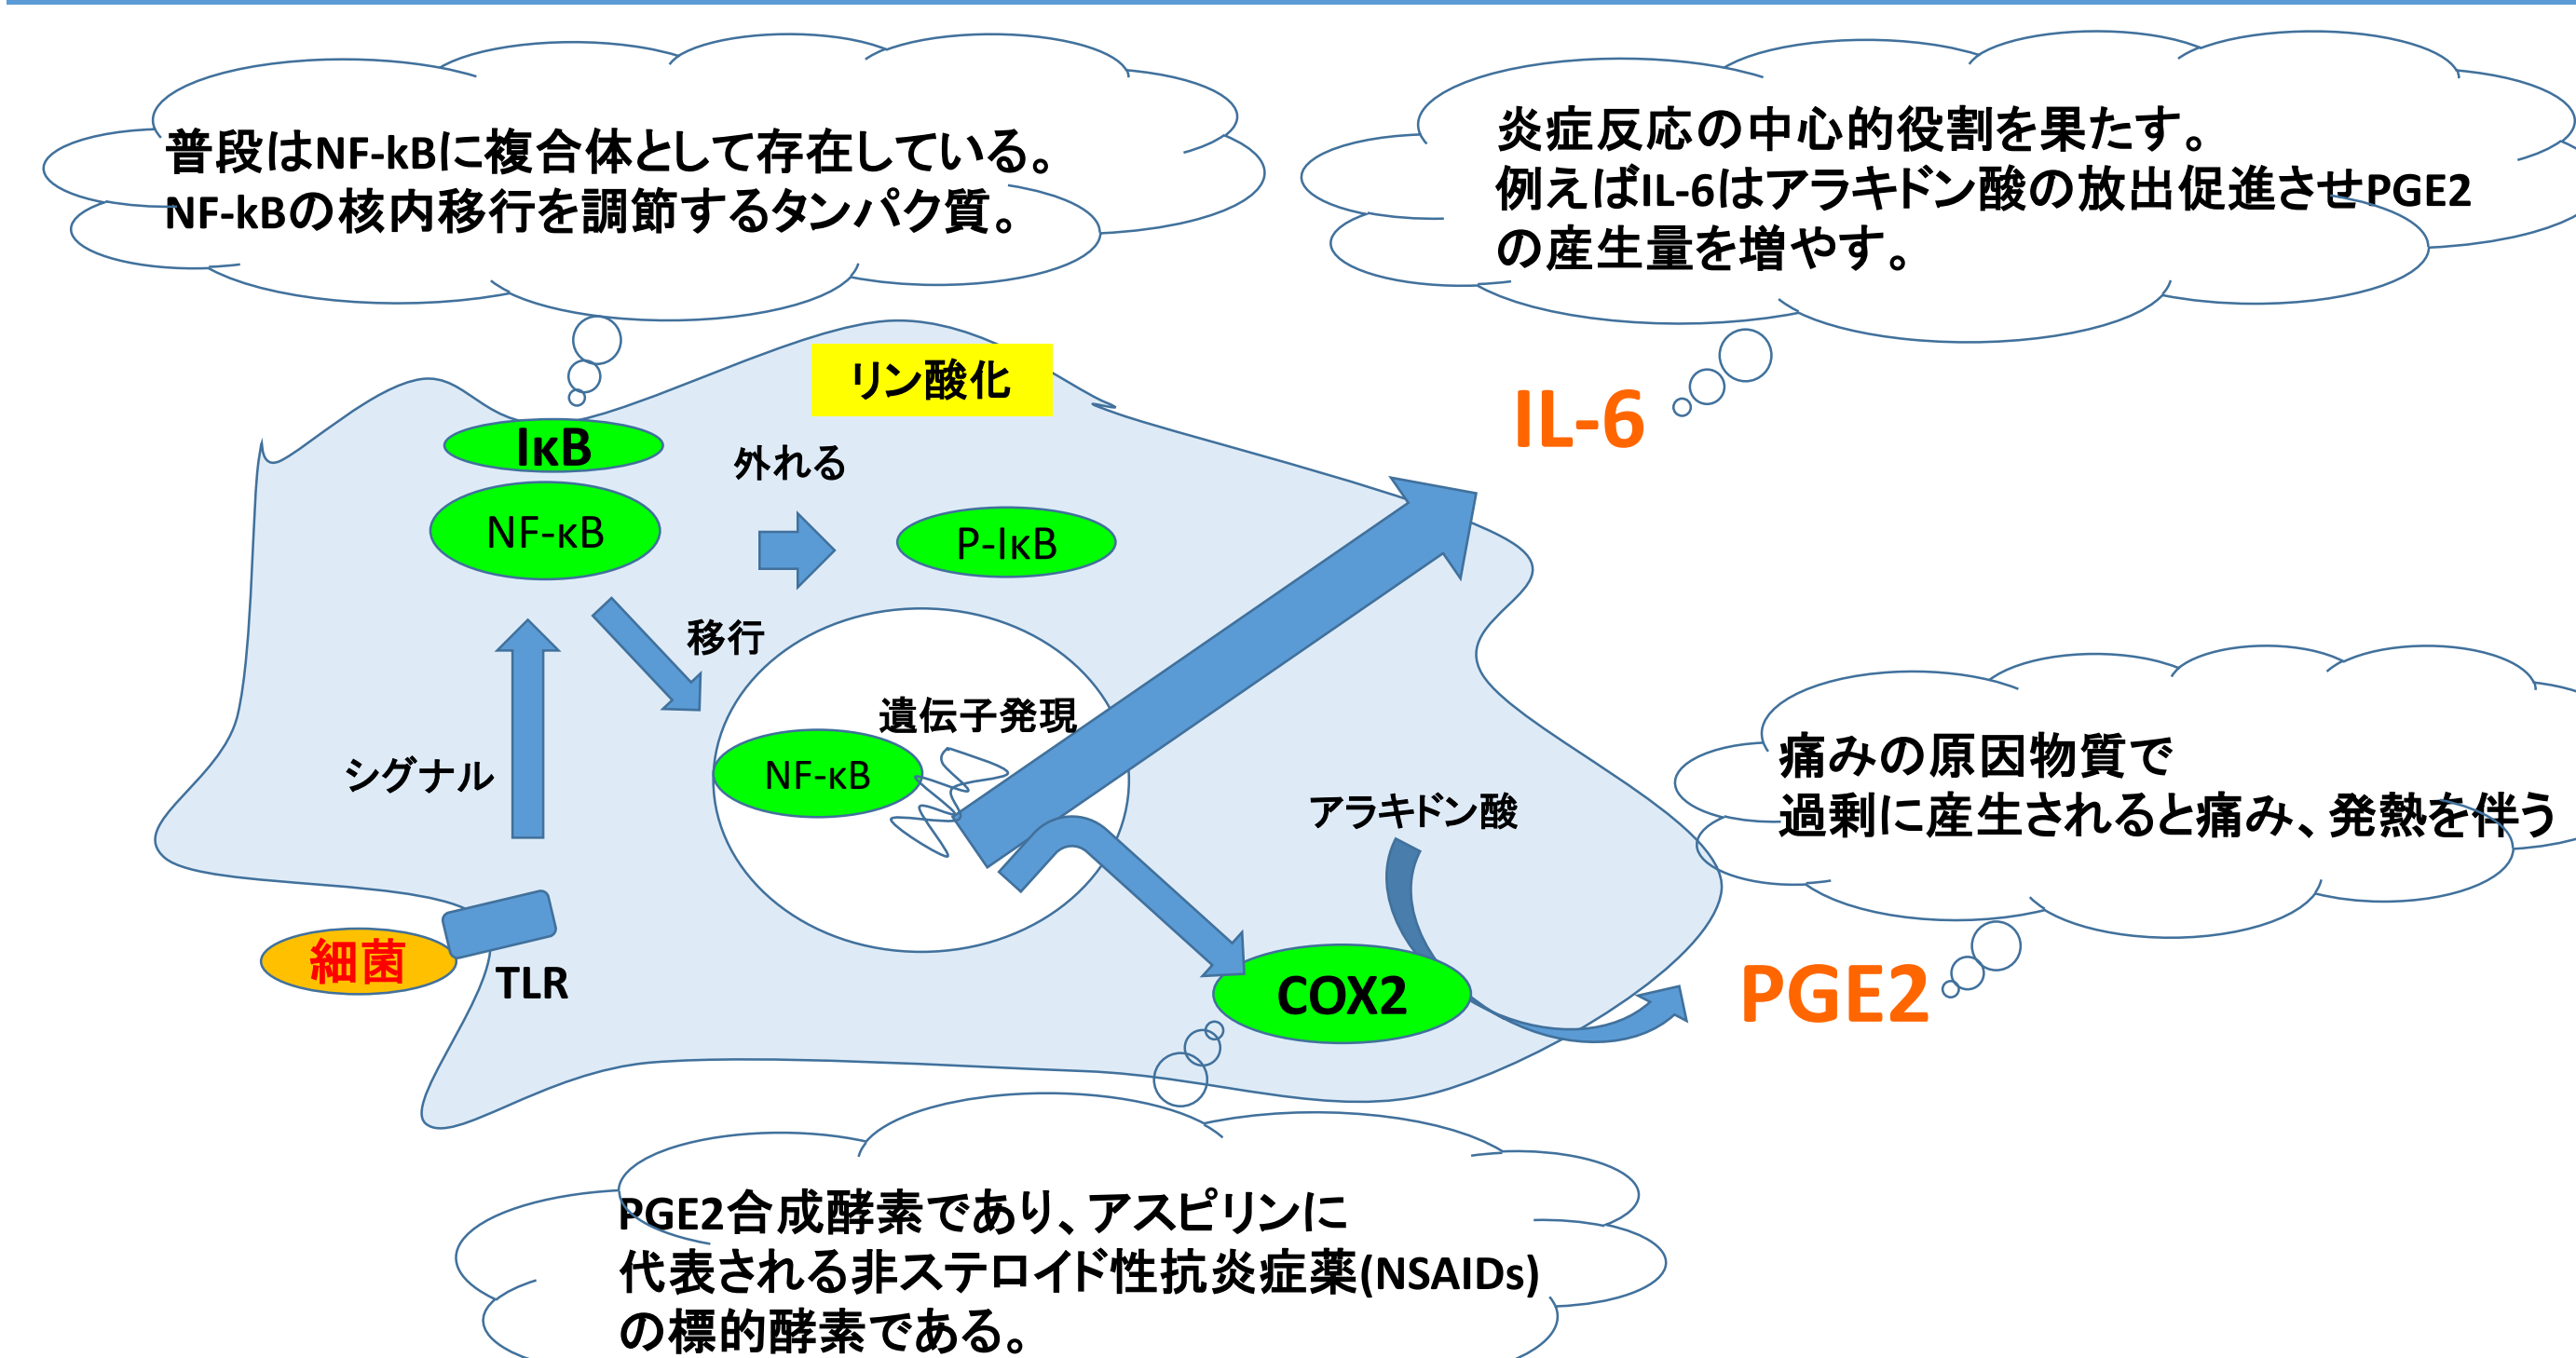 普段はNF-kBに複合体として存在している。
NF-kBの核内移行を調節するタンパク質。
炎症反応の中心的役割を果たす。
例えばIL-6はアラキドン酸の放出促進させPGE2
の産生量を増やす。
リン酸化
IL-6
IκB
外れる
NF-κB
P-IκB
移行
遺伝子発現
シグナル
NF-κB
アラキドン酸
痛みの原因物質で
過剰に産生されると痛み、発熱を伴う
細菌
TLR
COX2
PGE2
PGE2合成酵素であり、アスピリンに
代表される非ステロイド性抗炎症薬(NSAIDs)
の標的酵素である。